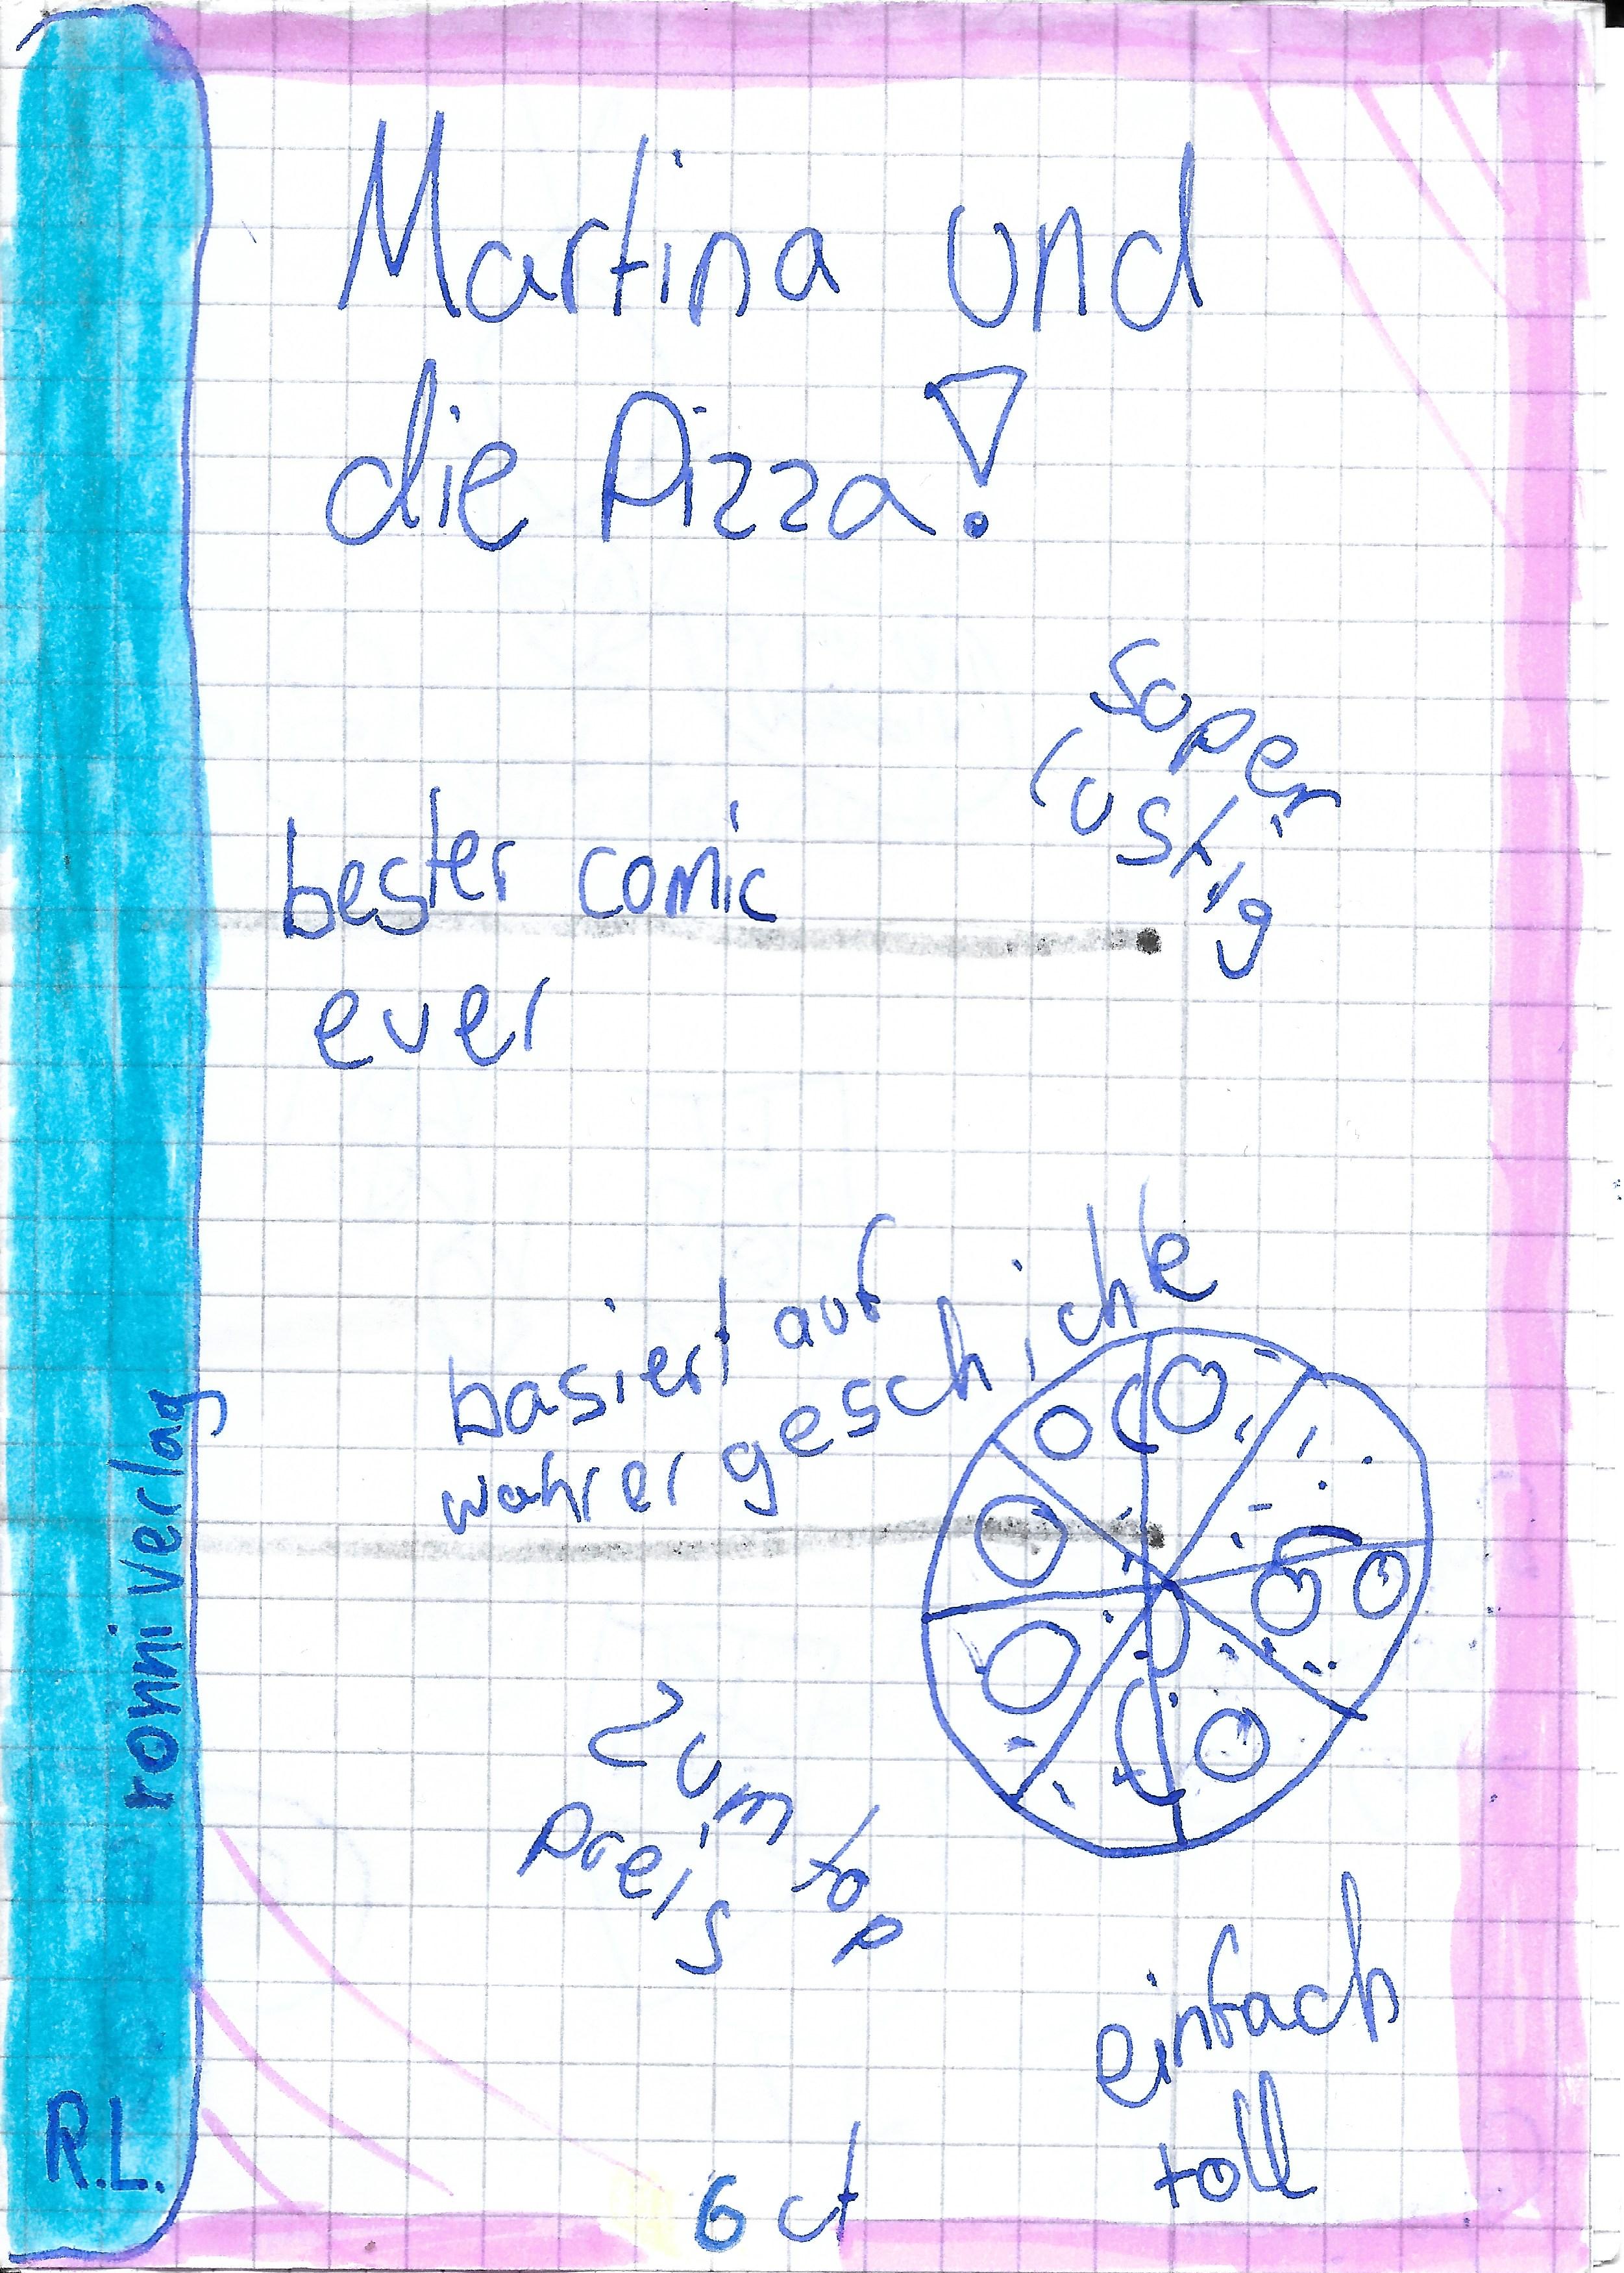 Martina und
die Pizza!
super
lustig
bester comic
ever
basiert auf
wahrer geschichte
zum top
preis
einfach
toll
6 ct
ronni verlag
R.L.